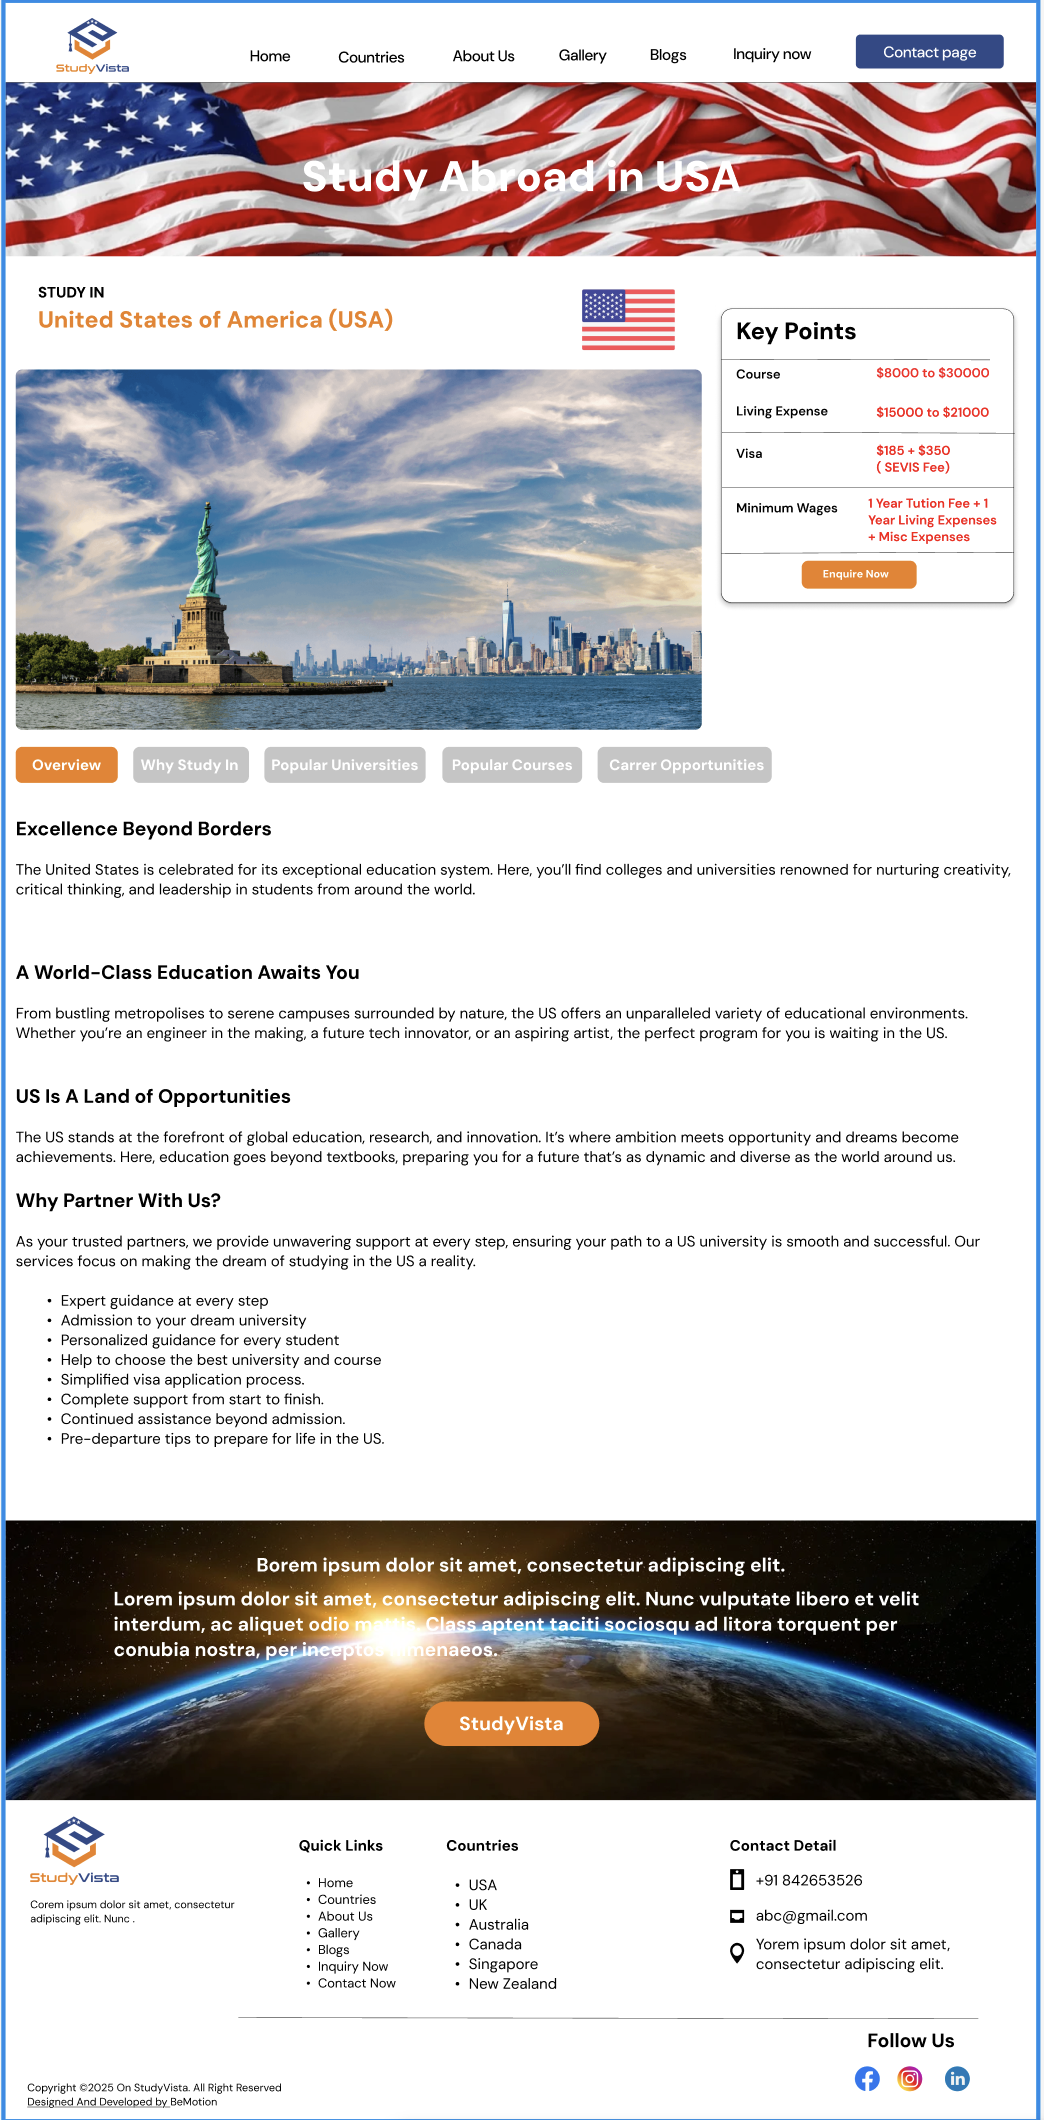 StudyVista
Home
Countries
About Us
Gallery
Blogs
Inquiry now
Contact page
Study Abroad in USA
STUDY IN
United States of America (USA)
Key Points
Course
$8000 to $30000
Living Expense
$15000 to $21000
Visa
$185 + $350
( SEVIS Fee)
Minimum Wages
1 Year Tution Fee + 1
Year Living Expenses
+ Misc Expenses
Enquire Now
Overview
Why Study In
Popular Universities
Popular Courses
Carrer Opportunities
Excellence Beyond Borders
The United States is celebrated for its exceptional education system. Here, you'll find colleges and universities renowned for nurturing creativity,
critical thinking, and leadership in students from around the world.
A World-Class Education Awaits You
From bustling metropolises to serene campuses surrounded by nature, the US offers an unparalleled variety of educational environments.
Whether you're an engineer in the making, a future tech innovator, or an aspiring artist, the perfect program for you is waiting in the US.
US Is A Land of Opportunities
The US stands at the forefront of global education, research, and innovation. It's where ambition meets opportunity and dreams become
achievements. Here, education goes beyond textbooks, preparing you for a future that's as dynamic and diverse as the world around us.
Why Partner With Us?
As your trusted partners, we provide unwavering support at every step, ensuring your path to a US university is smooth and successful. Our
services focus on making the dream of studying in the US a reality.
• Expert guidance at every step
• Admission to your dream university
• Personalized guidance for every student
• Help to choose the best university and course
• Simplified visa application process.
• Complete support from start to finish.
• Continued assistance beyond admission.
• Pre-departure tips to prepare for life in the US.
Borem ipsum dolor sit amet, consectetur adipiscing elit.
Lorem ipsum dolor sit amet, consectetur adipiscing elit. Nunc vulputate libero et velit
interdum, ac aliquet odio mattis. Class aptent taciti sociosqu ad litora torquent per
conubia nostra, per inceptos
StudyVista
StudyVista
Corem ipsum dolor sit amet, consectetur
adipiscing elit. Nunc .
Quick Links
• Home
• Countries
• About Us
• Gallery
• Blogs
• Inquiry Now
• Contact Now
Countries
• USA
• UK
• Australia
• Canada
• Singapore
• New Zealand
Contact Detail
+91 842653526
abc@gmail.com
Yorem ipsum dolor sit amet,
consectetur adipiscing elit.
Follow Us
Copyright ©2025 On StudyVista. All Right Reserved
Designed And Developed by BeMotion